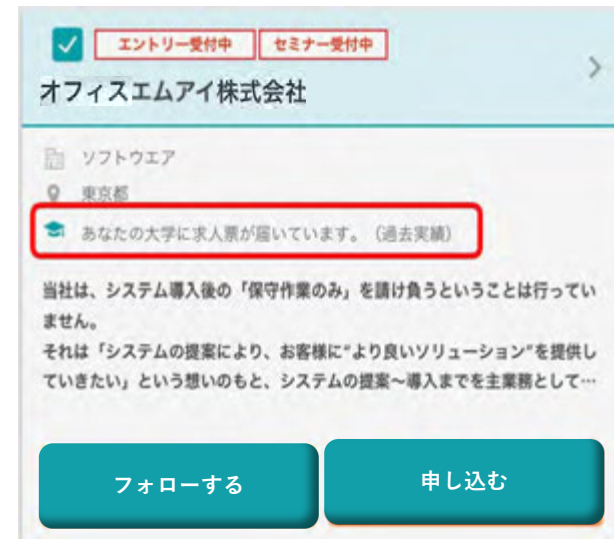 エントリー受付中 セミナー受付中
オフィスエムアイ株式会社
ソフトウエア
東京都
あなたの大学に求人票が届いています。（過去実績）
当社は、システム導入後の「保守作業のみ」を請け負うということは行ってい
ません。
それは「システムの提案により、お客様に"より良いソリューション"を提供し
ていきたい」という想いのもと、システムの提案～導入までを主業務として…
フォローする 申し込む